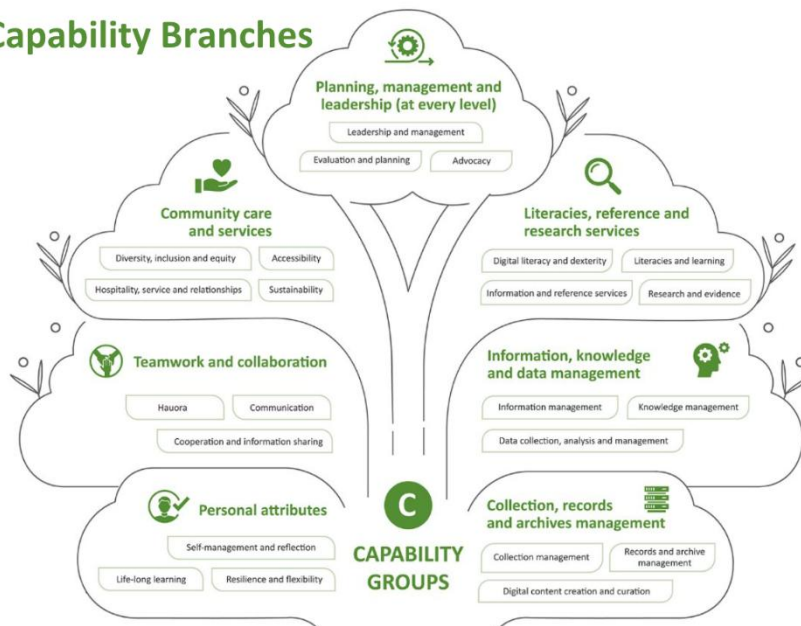 Capability Branches
Planning, management and
leadership (at every level)
Leadership and management
Evaluation and planning
Advocacy
Community care
and services
Diversity, inclusion and equity
Accessibility
Hospitality, service and relationships
Sustainability
Literacies, reference and
research services
Digital literacy and dexterity
Literacies and learning
Information and reference services
Research and evidence
Teamwork and collaboration
Hauora
Communication
Cooperation and information sharing
Information, knowledge
and data management
Information management
Knowledge management
Data collection, analysis and management
Personal attributes
Self-management and reflection
Life-long learning
Resilience and flexibility
C
CAPABILITY
GROUPS
Collection, records
and archives management
Collection management
Records and archive
management
Digital content creation and curation